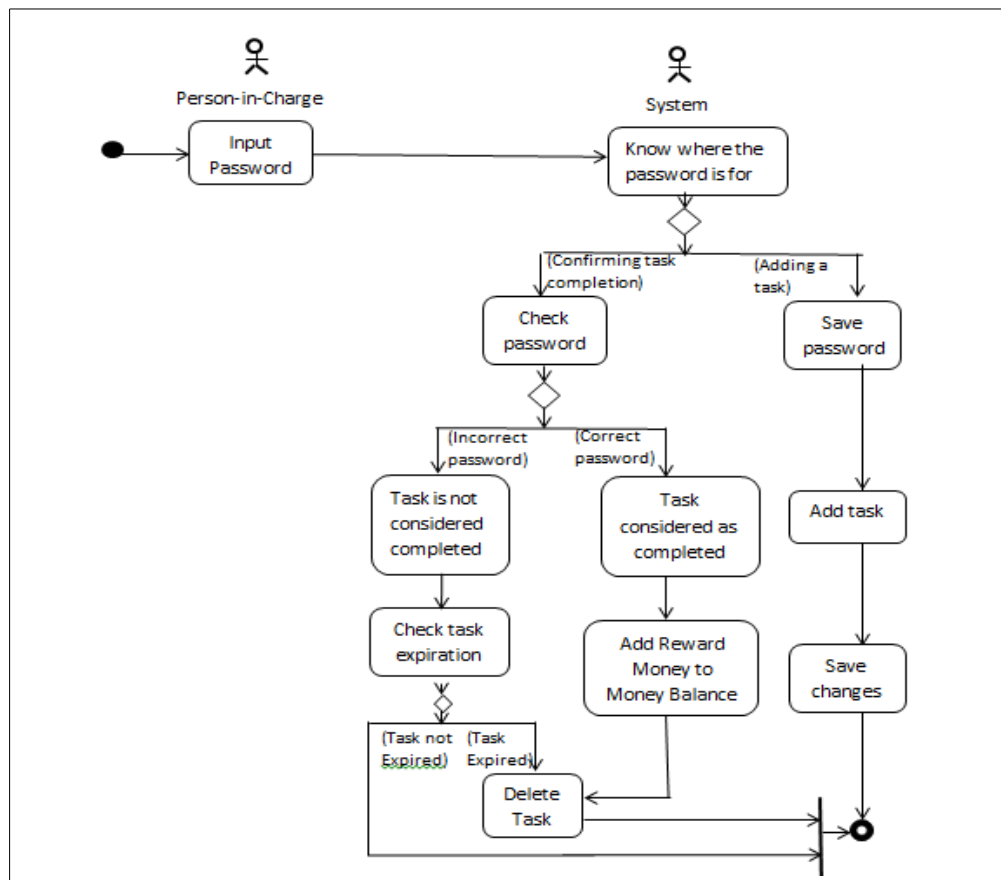 Person-in-Charge
System
Input
Password
Know where the
password is for
(Confirming task
completion)
(Adding a
task)
Check
password
Save
password
(Incorrect
password)
(Correct
password)
Task is not
considered
completed
Task
considered as
completed
Add task
Check task
expiration
Add Reward
Money to
Money Balance
Save
changes
(Task not
Expired)
(Task
Expired)
Delete
Task